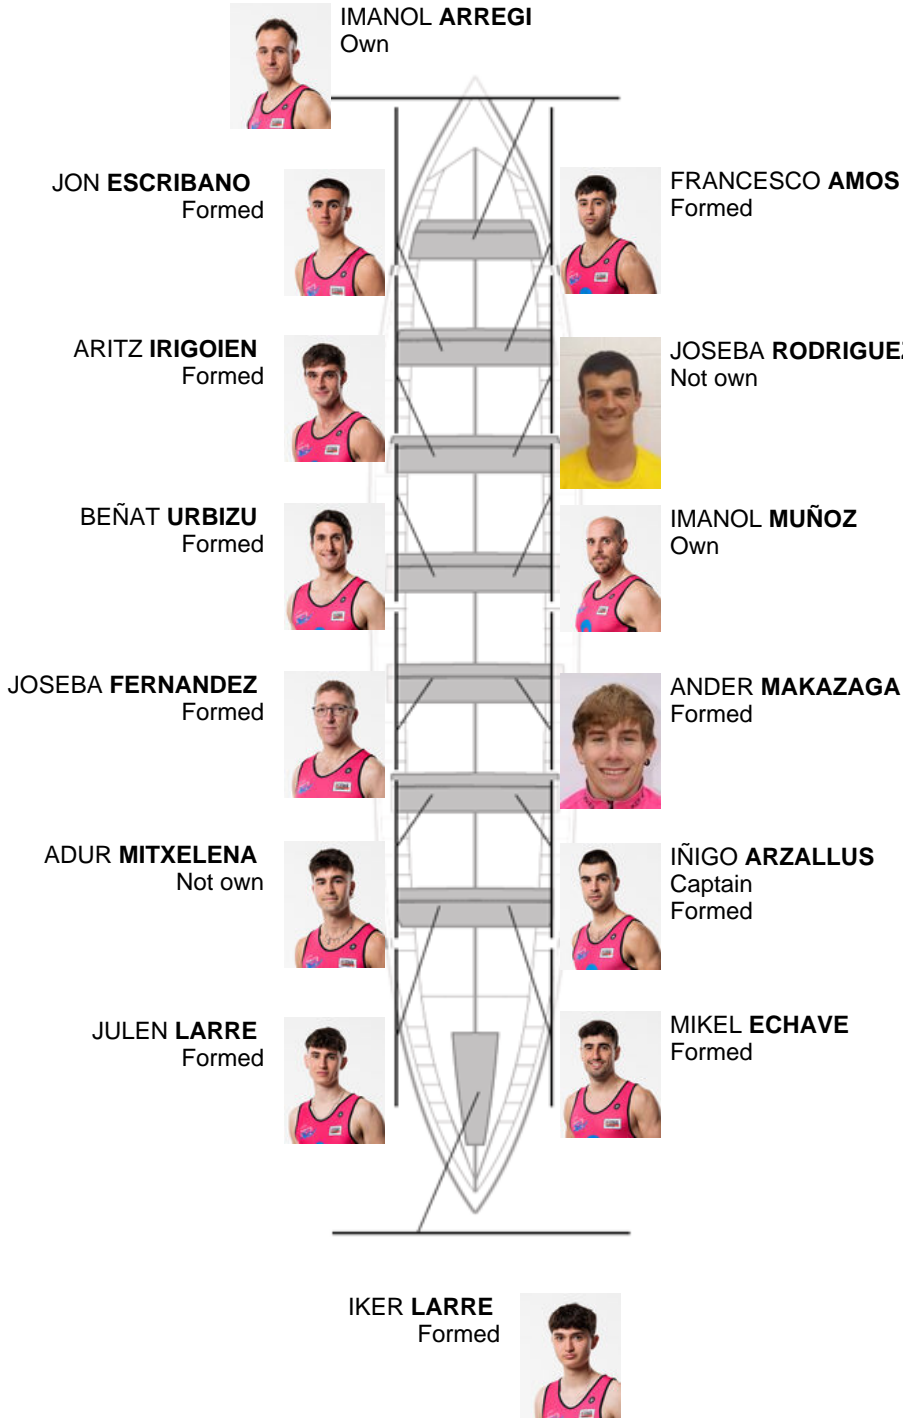 IMANOL ARREGI
Own
JON ESCRIBANO
Formed
FRANCESCO AMOS
Formed
ARITZ IRIGOIEN
Formed
JOSEBA RODRIGUEZ
Not own
BEÑAT URBIZU
Formed
IMANOL MUÑOZ
Own
JOSEBA FERNANDEZ
Formed
ANDER MAKAZAGA
Formed
ADUR MITXELENA
Not own
IÑIGO ARZALLUS
Captain
Formed
JULEN LARRE
Formed
MIKEL ECHAVE
Formed
IKER LARRE
Formed